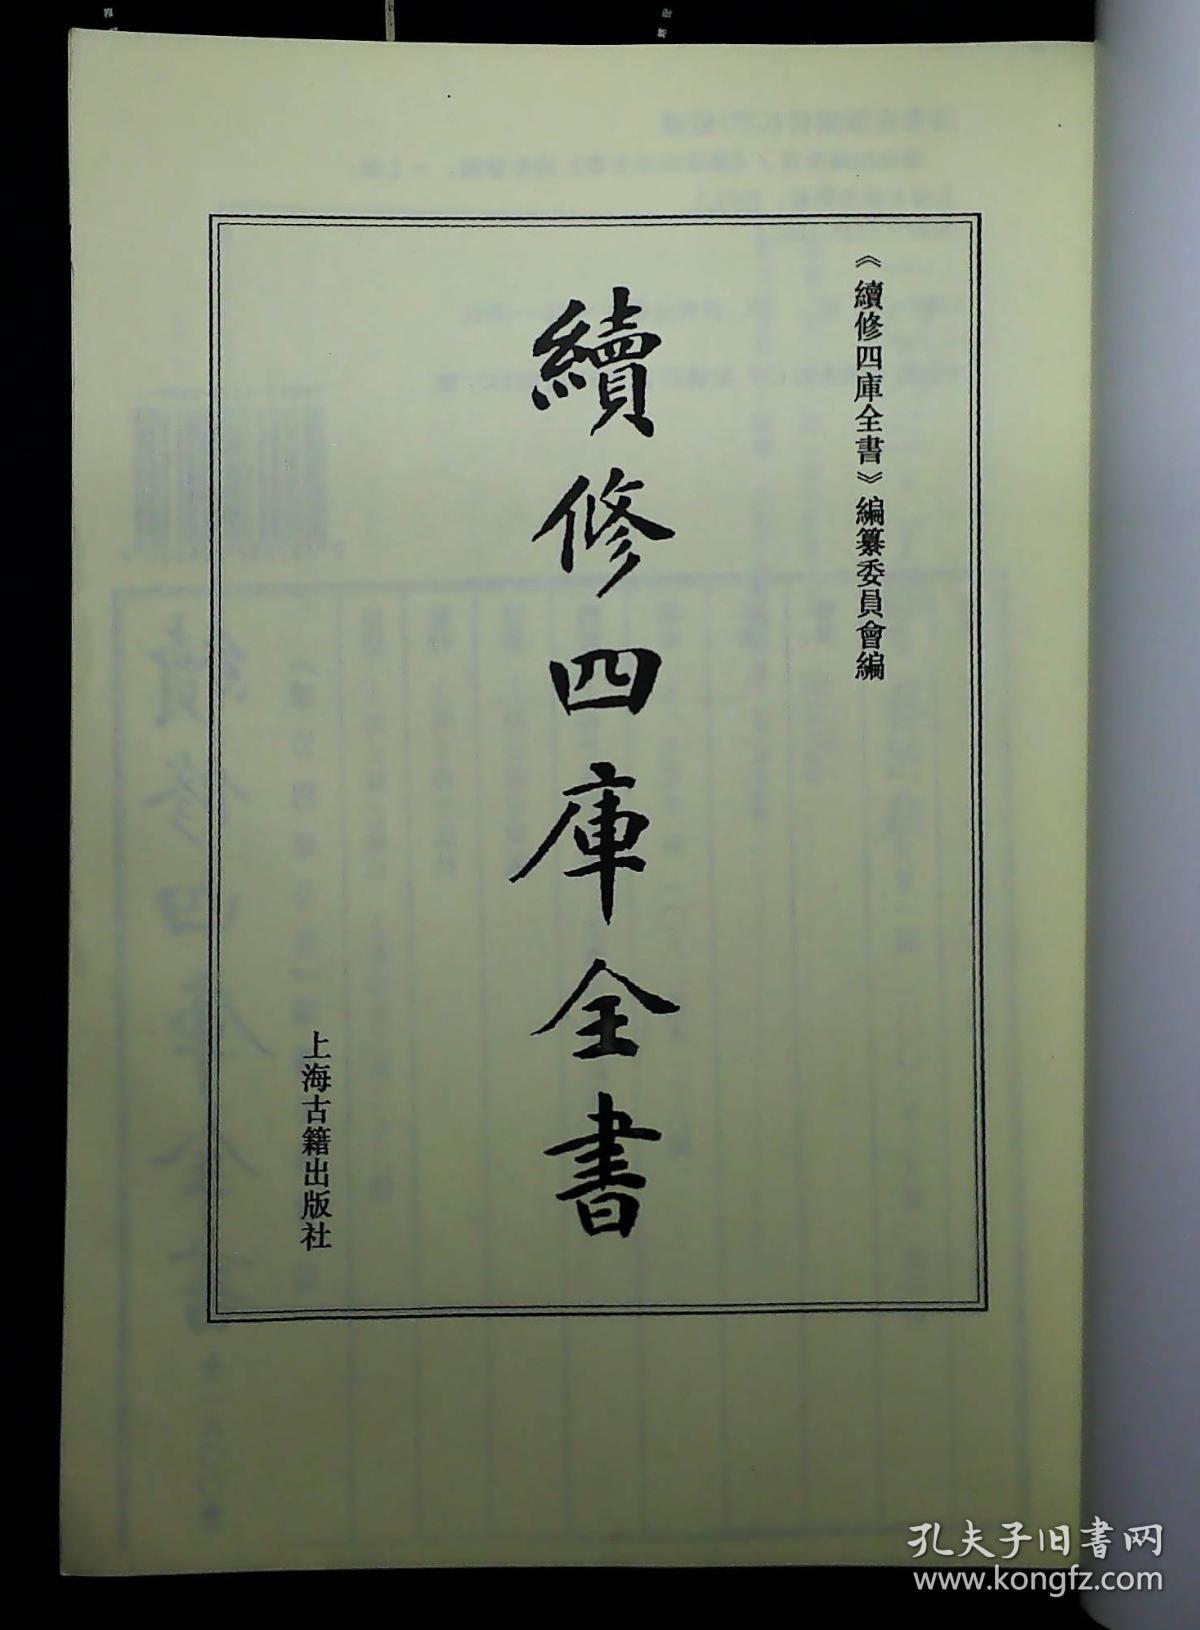 《續修四庫全書》編纂委員會編
續修四庫全書
上海古籍出版社
孔夫子旧书网
www.kongfz.com